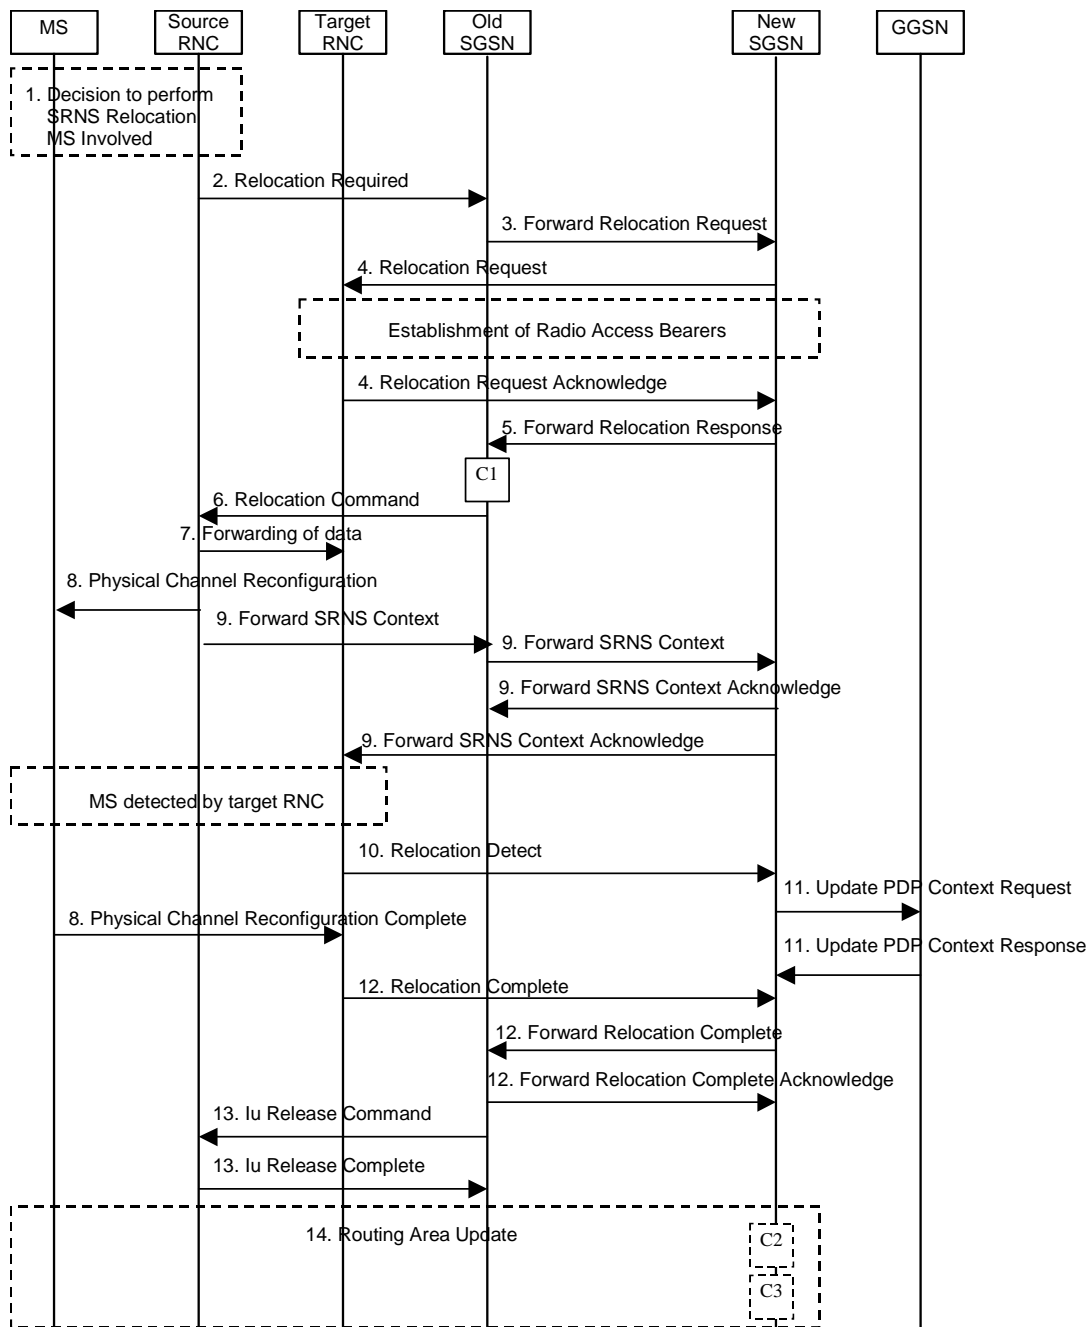 MS
Source
RNC
Target
RNC
Old
SGSN
New
SGSN
GGSN
1. Decision to perform
SRNS Relocation
MS Involved
2. Relocation Required
3. Forward Relocation Request
4. Relocation Request
Establishment of Radio Access Bearers
4. Relocation Request Acknowledge
5. Forward Relocation Response
C1
6. Relocation Command
7. Forwarding of data
8. Physical Channel Reconfiguration
9. Forward SRNS Context
9. Forward SRNS Context
9. Forward SRNS Context Acknowledge
9. Forward SRNS Context Acknowledge
MS detected by target RNC
10. Relocation Detect
11. Update PDP Context Request
8. Physical Channel Reconfiguration Complete
11. Update PDP Context Response
12. Relocation Complete
12. Forward Relocation Complete
12. Forward Relocation Complete Acknowledge
13. Iu Release Command
13. Iu Release Complete
14. Routing Area Update
C2
C3